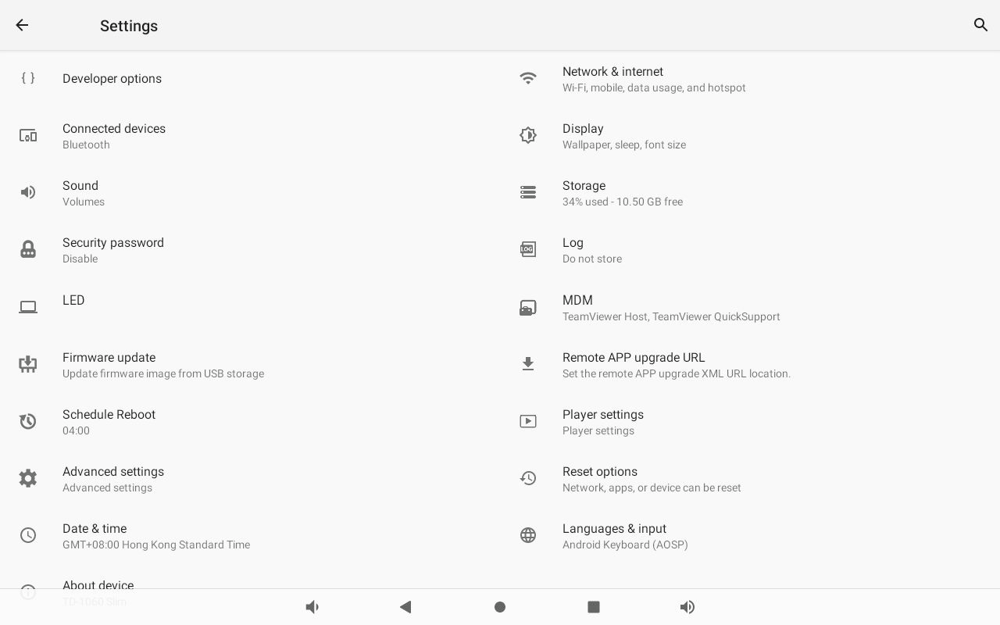 Settings
Developer options
Network & internet
Wi-Fi, mobile, data usage, and hotspot
Connected devices
Bluetooth
Display
Wallpaper, sleep, font size
Sound
Volumes
Storage
34% used - 10.50 GB free
Security password
Disable
Log
Do not store
LOG
LED
MDM
TeamViewer Host, TeamViewer QuickSupport
Firmware update
Update firmware image from USB storage
Remote APP upgrade URL
Set the remote APP upgrade XML URL location.
Schedule Reboot
04:00
Player settings
Player settings
Advanced settings
Advanced settings
Reset options
Network, apps, or device can be reset
Date & time
GMT+08:00 Hong Kong Standard Time
Languages & input
Android Keyboard (AOSP)
About device
TD-1060 Slim